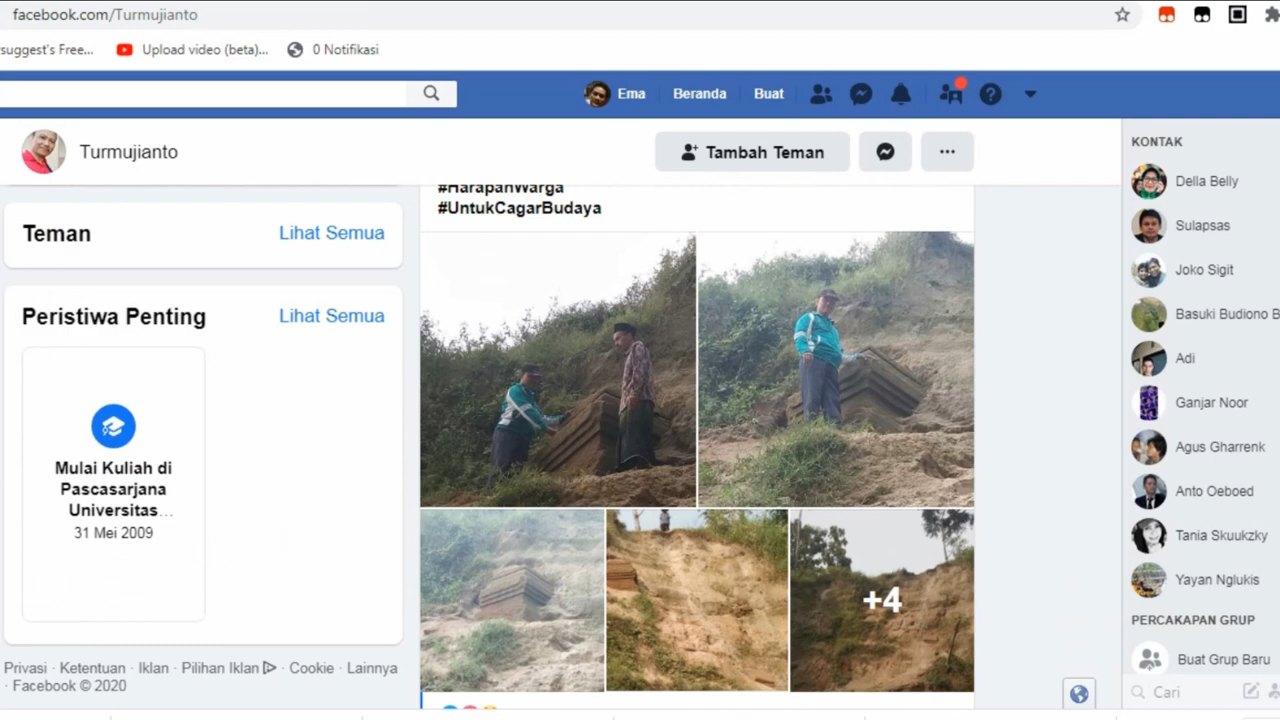 facebook.com/Turmujianto
suggest's Free... Upload video (beta)... 0 Notifikasi
Ema Beranda Buat
Turmujianto
Tambah Teman
#HarapanWarga
#UntukCagarBudaya
Teman Lihat Semua
Peristiwa Penting Lihat Semua
Mulai Kuliah di
Pascasarjana
Universitas...
31 Mei 2009
Privasi · Ketentuan · Iklan · Pilihan Iklan · Cookie · Lainnya
· Facebook © 2020
+4
KONTAK
Della Belly
Sulapsas
Joko Sigit
Basuki Budiono B
Adi
Ganjar Noor
Agus Gharrenk
Anto Oeboed
Tania Skuukzky
Yayan Nglukis
PERCAKAPAN GRUP
Buat Grup Baru
Cari